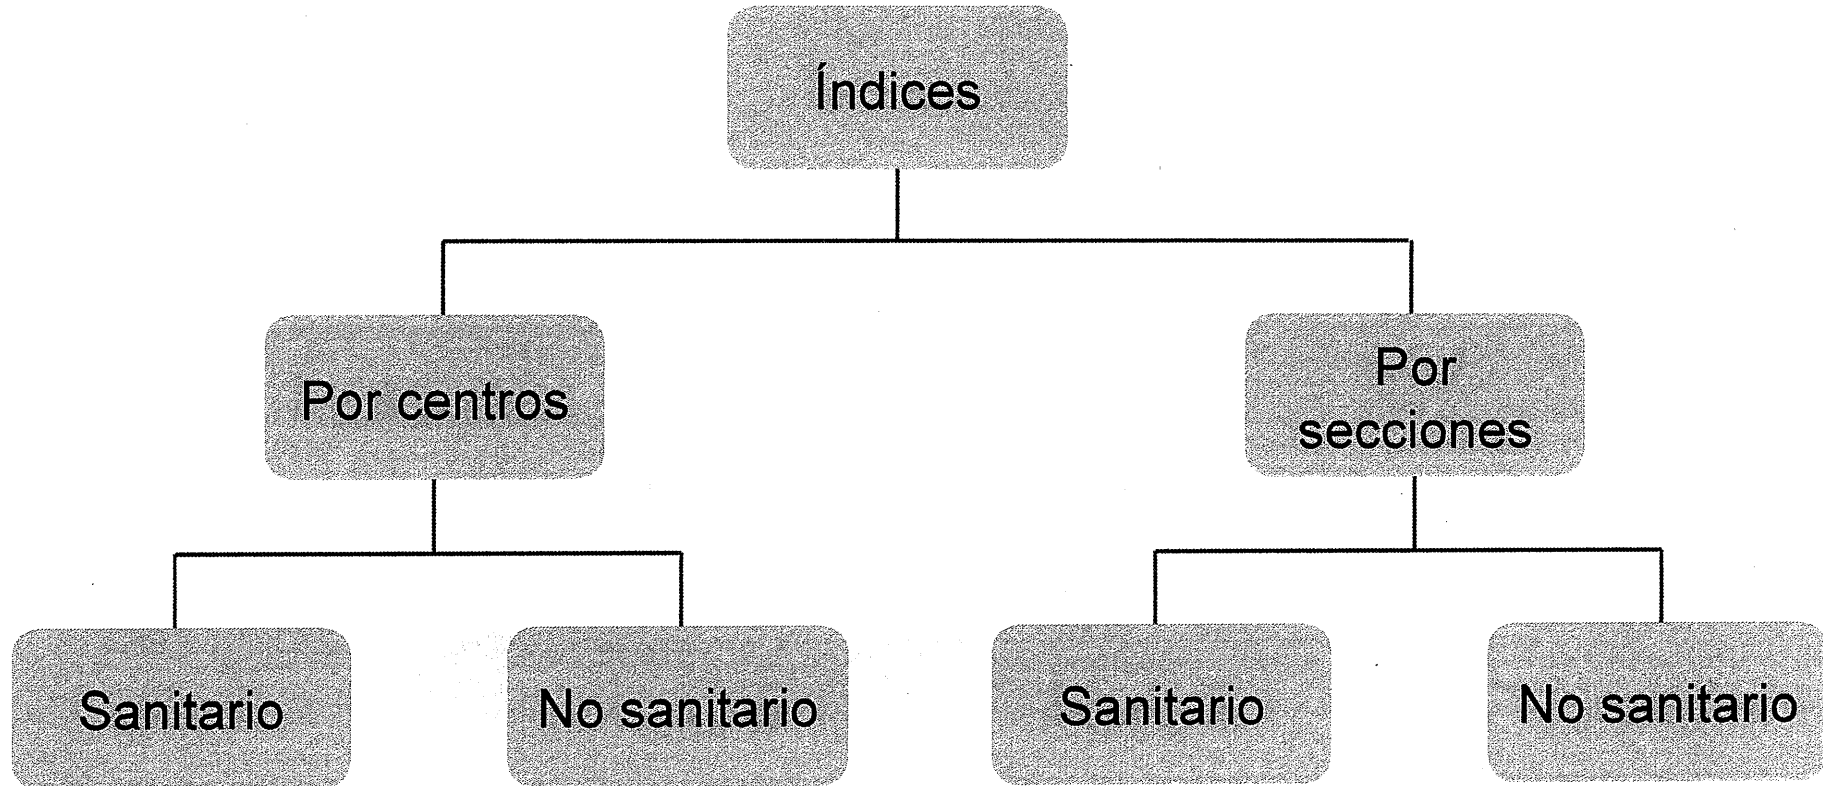 Índices
Por centros
Por
secciones
Sanitario
No sanitario
Sanitario
No sanitario